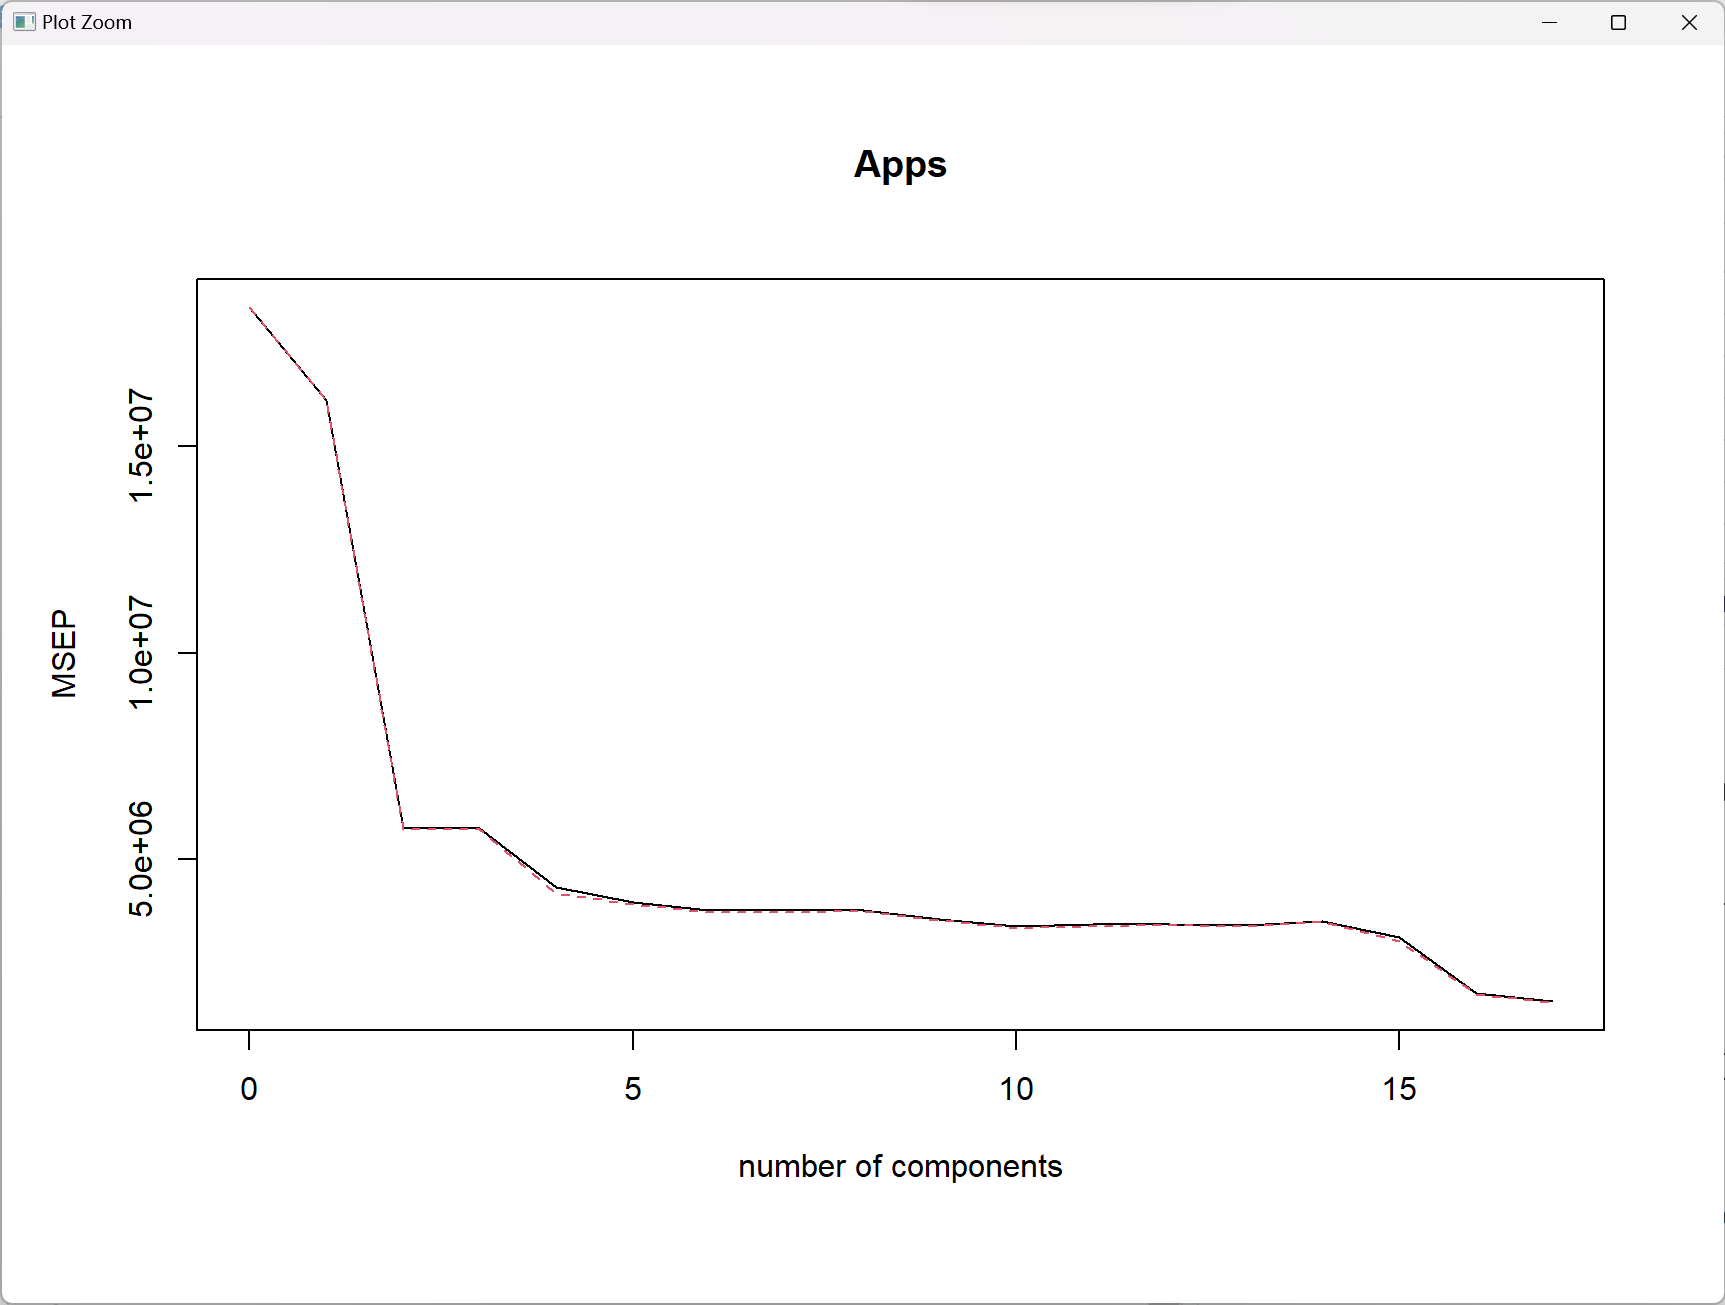 Plot Zoom
Apps
MSEP
1.5e+07
1.0e+07
5.0e+06
0 5 10 15
number of components